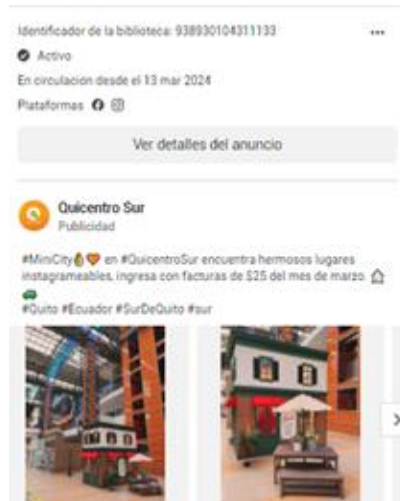 Identificador de la biblioteca: 938930104311133
Activo
En circulación desde el 13 mar 2024
Plataformas
Ver detalles del anuncio
Quicentro Sur
Publicidad
#MiniCity en #QuicentroSur encuentra hermosos lugares
instagrameables, ingresa con facturas de $25 del mes de marzo.
#Quito #Ecuador #SurDeQuito #sur